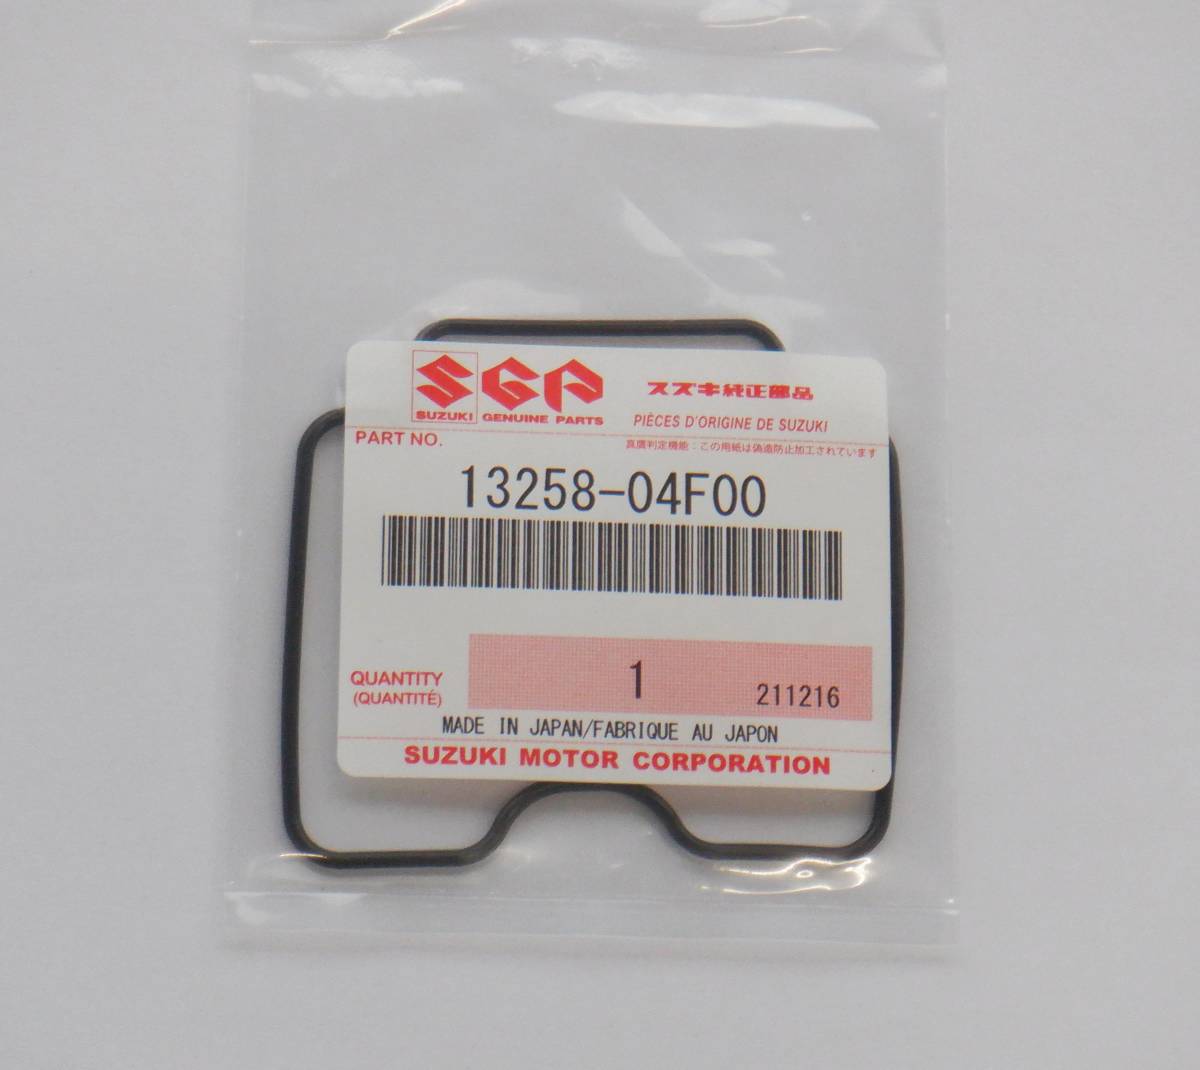 SGP スズキ純正部品
SUZUKI GENUINE PARTS PIÈCES D'ORIGINE DE SUZUKI
PART NO. 真贋判定機能：この用紙は偽造防止加工されています
13258-04F00
QUANTITY 1
(QUANTITÉ) 211216
MADE IN JAPAN/FABRIQUE AU JAPON
SUZUKI MOTOR CORPORATION